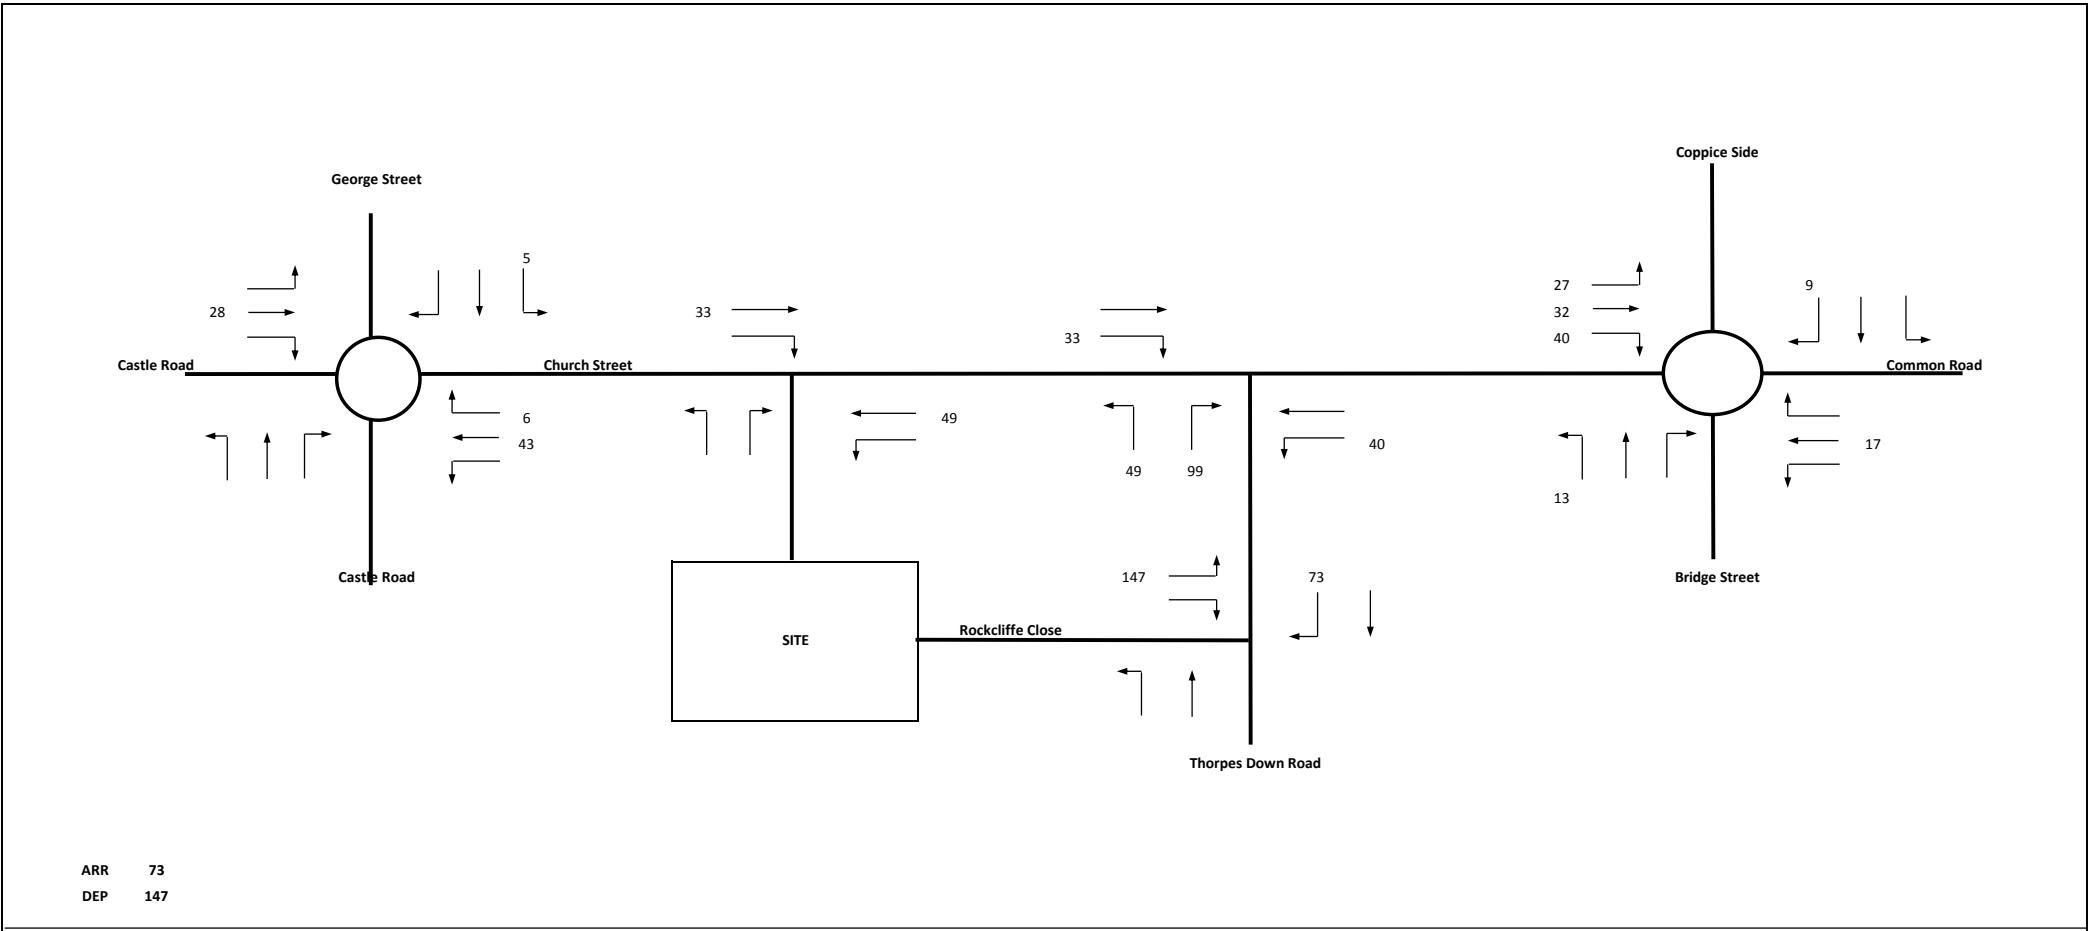 Coppice Side
George Street
5
28
33
33
27
32
40
9
Castle Road
Church Street
Common Road
6
43
49
49
99
40
17
13
Castle Road
147
73
Bridge Street
Rockcliffe Close
SITE
Thorpes Down Road
ARR 73
DEP 147